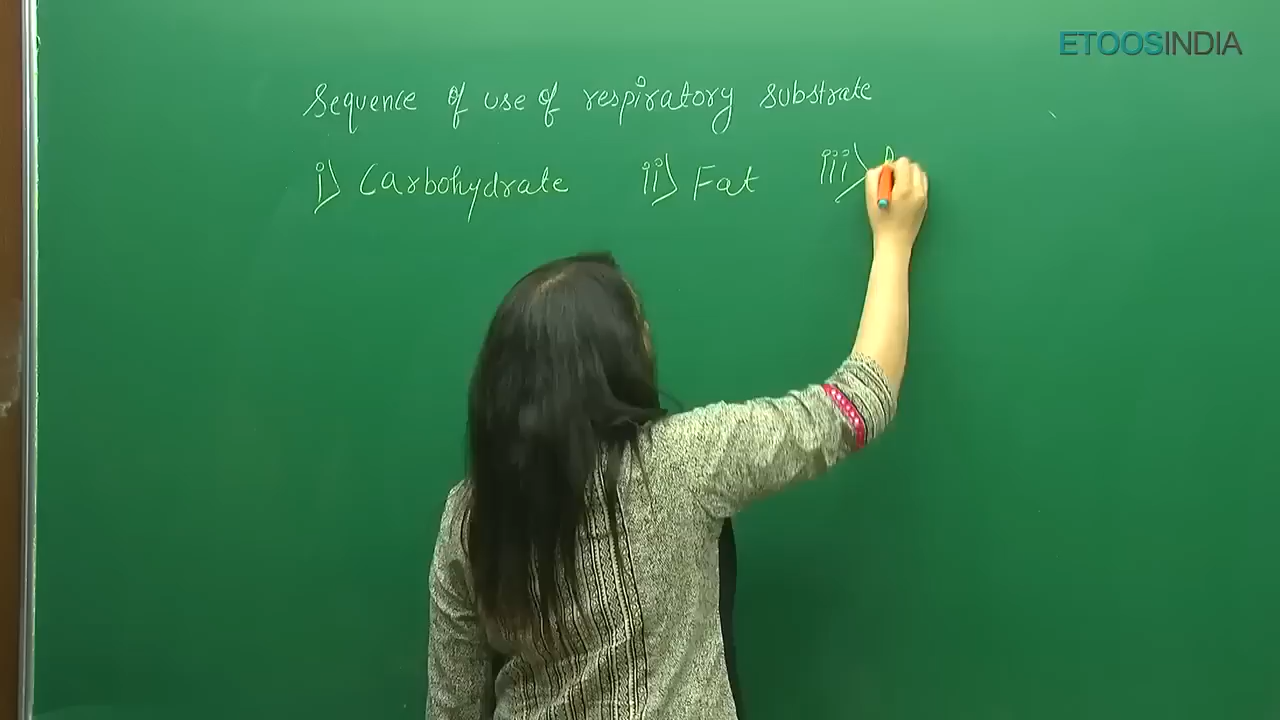 ETOOSINDIA
Sequence of use of respiratory substrate
i) Carbohydrate ii) Fat iii)